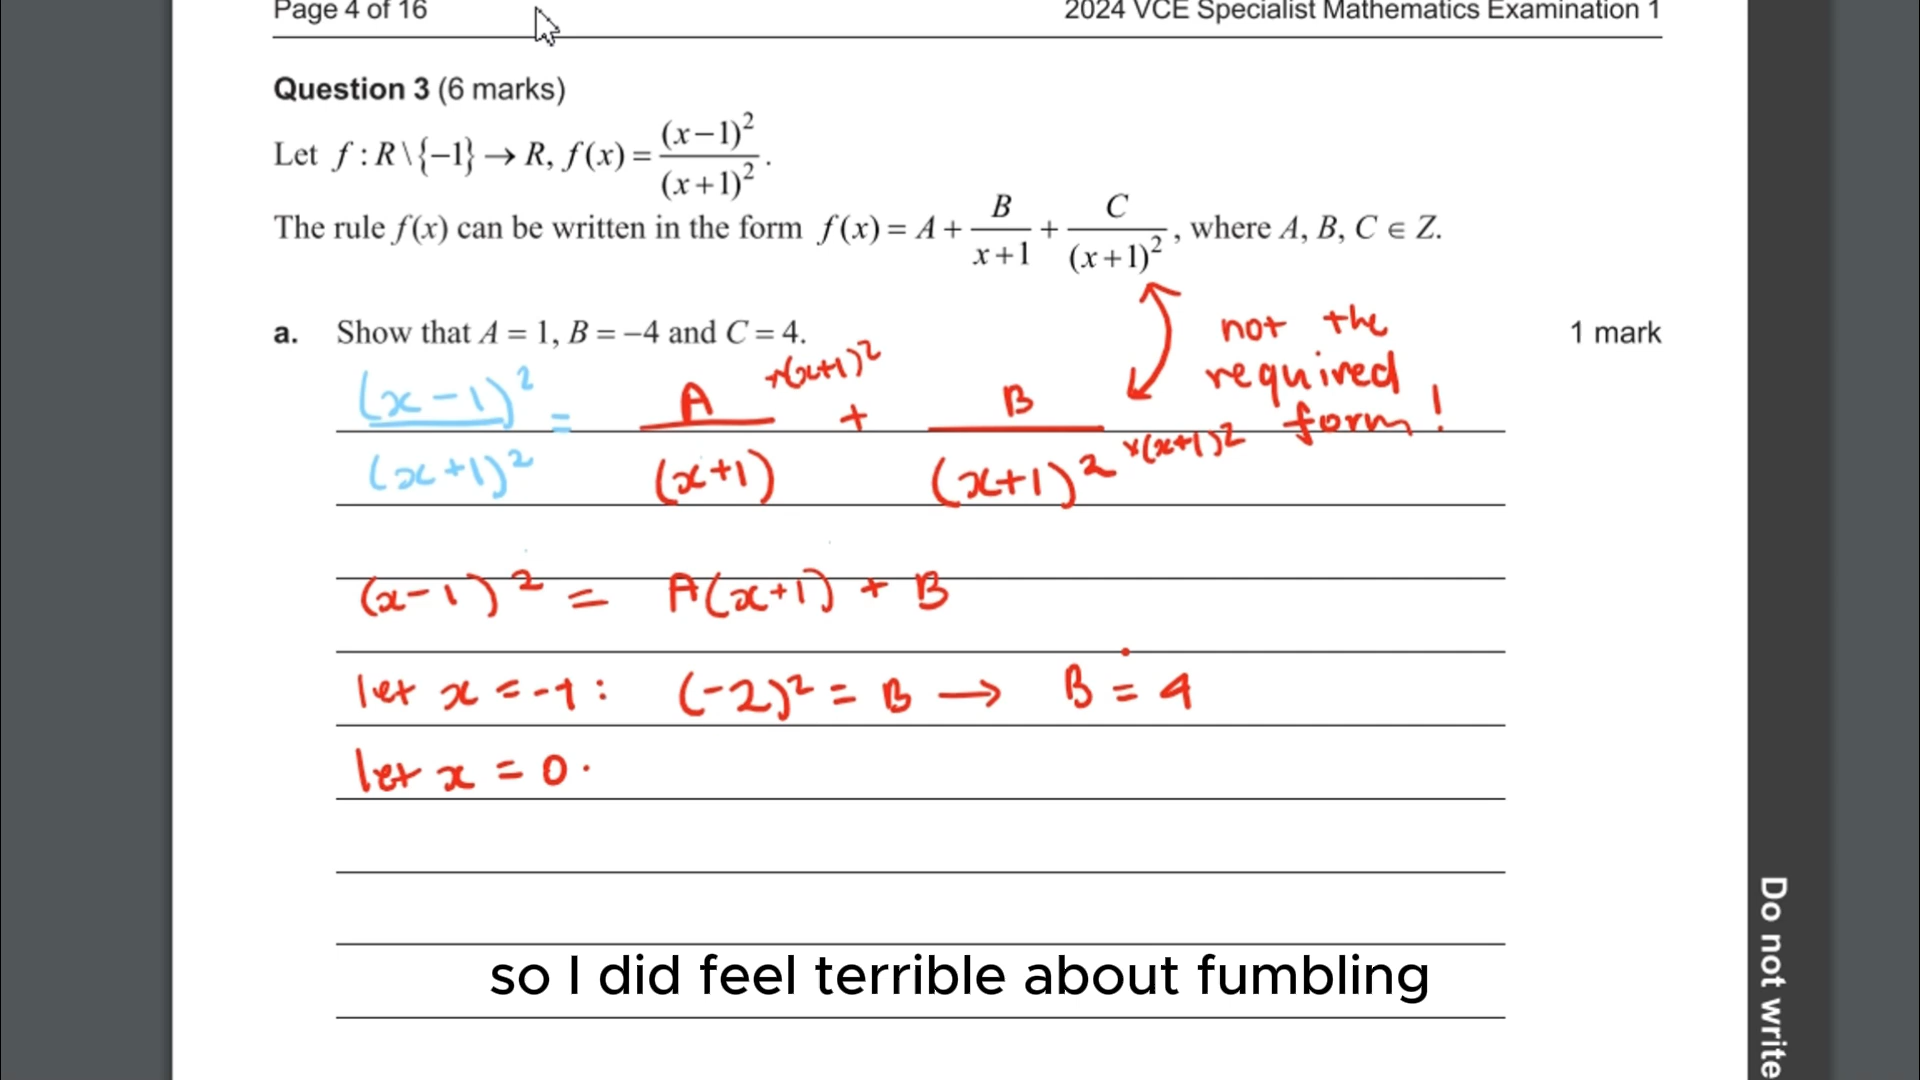 Page 4 of 16
2024 VCE Specialist Mathematics Examination 1
Question 3 (6 marks)
Let f : R \ {−1} → R, f(x) = (x−1)² / (x+1)² .
The rule f(x) can be written in the form f(x) = A + B/(x+1) + C/(x+1)² , where A, B, C ∈ Z.
a. Show that A = 1, B = −4 and C = 4. 1 mark
not the
required
form!
(x-1)² / (x+1)² = A / (x+1) ×(x+1)² + B / (x+1)² ×(x+1)²
(x-1)² = A(x+1) + B
let x = -1 : (-2)² = B → B = 4
let x = 0 .
so I did feel terrible about fumbling
Do not write